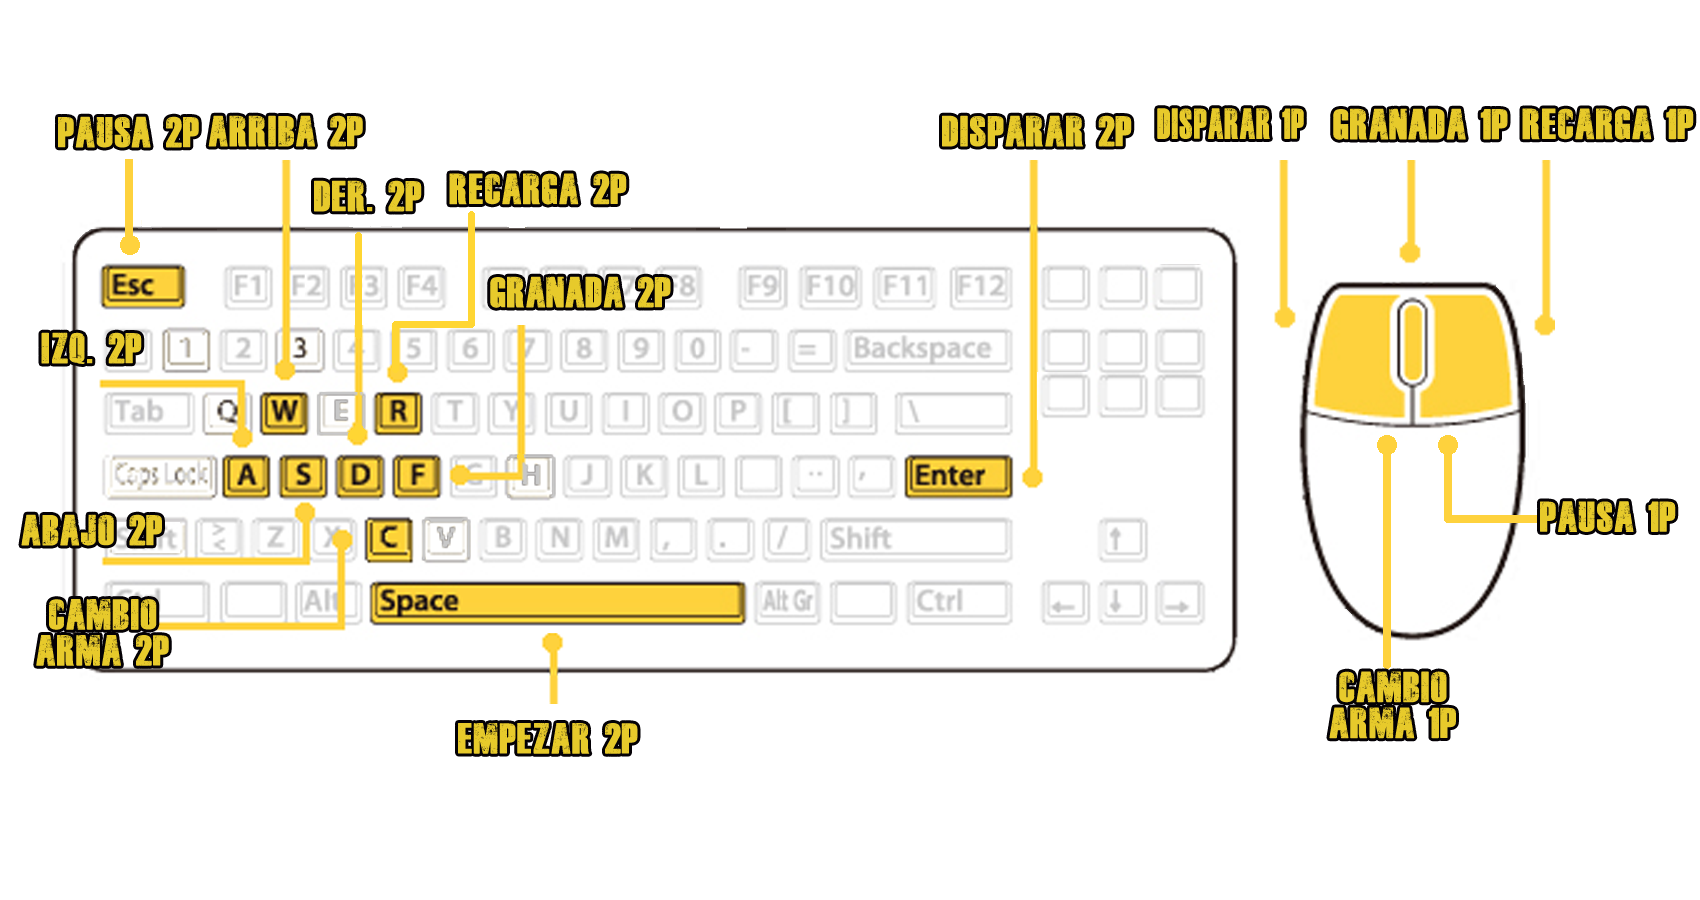 PAUSA 2P ARRIBA 2P
DISPARAR 2P
DISPARAR 1P
GRANADA 1P
RECARGA 1P
DER. 2P
RECARGA 2P
GRANADA 2P
Esc F1 F2 F3 F4 7 F8 F9 F10 F11 F12
IZQ. 2P
1 2 3 4 5 6 7 8 9 0 - = Backspace
Tab Q W E R T Y U I O P [ ] \
Caps Lock A S D F G H J K L ¨ ´ Enter
ABAJO 2P
Shift > < Z X C V B N M , . / Shift ↑
PAUSA 1P
Ctrl Alt Space Alt Gr Ctrl ← ↓ →
CAMBIO
ARMA 2P
CAMBIO
ARMA 1P
EMPEZAR 2P